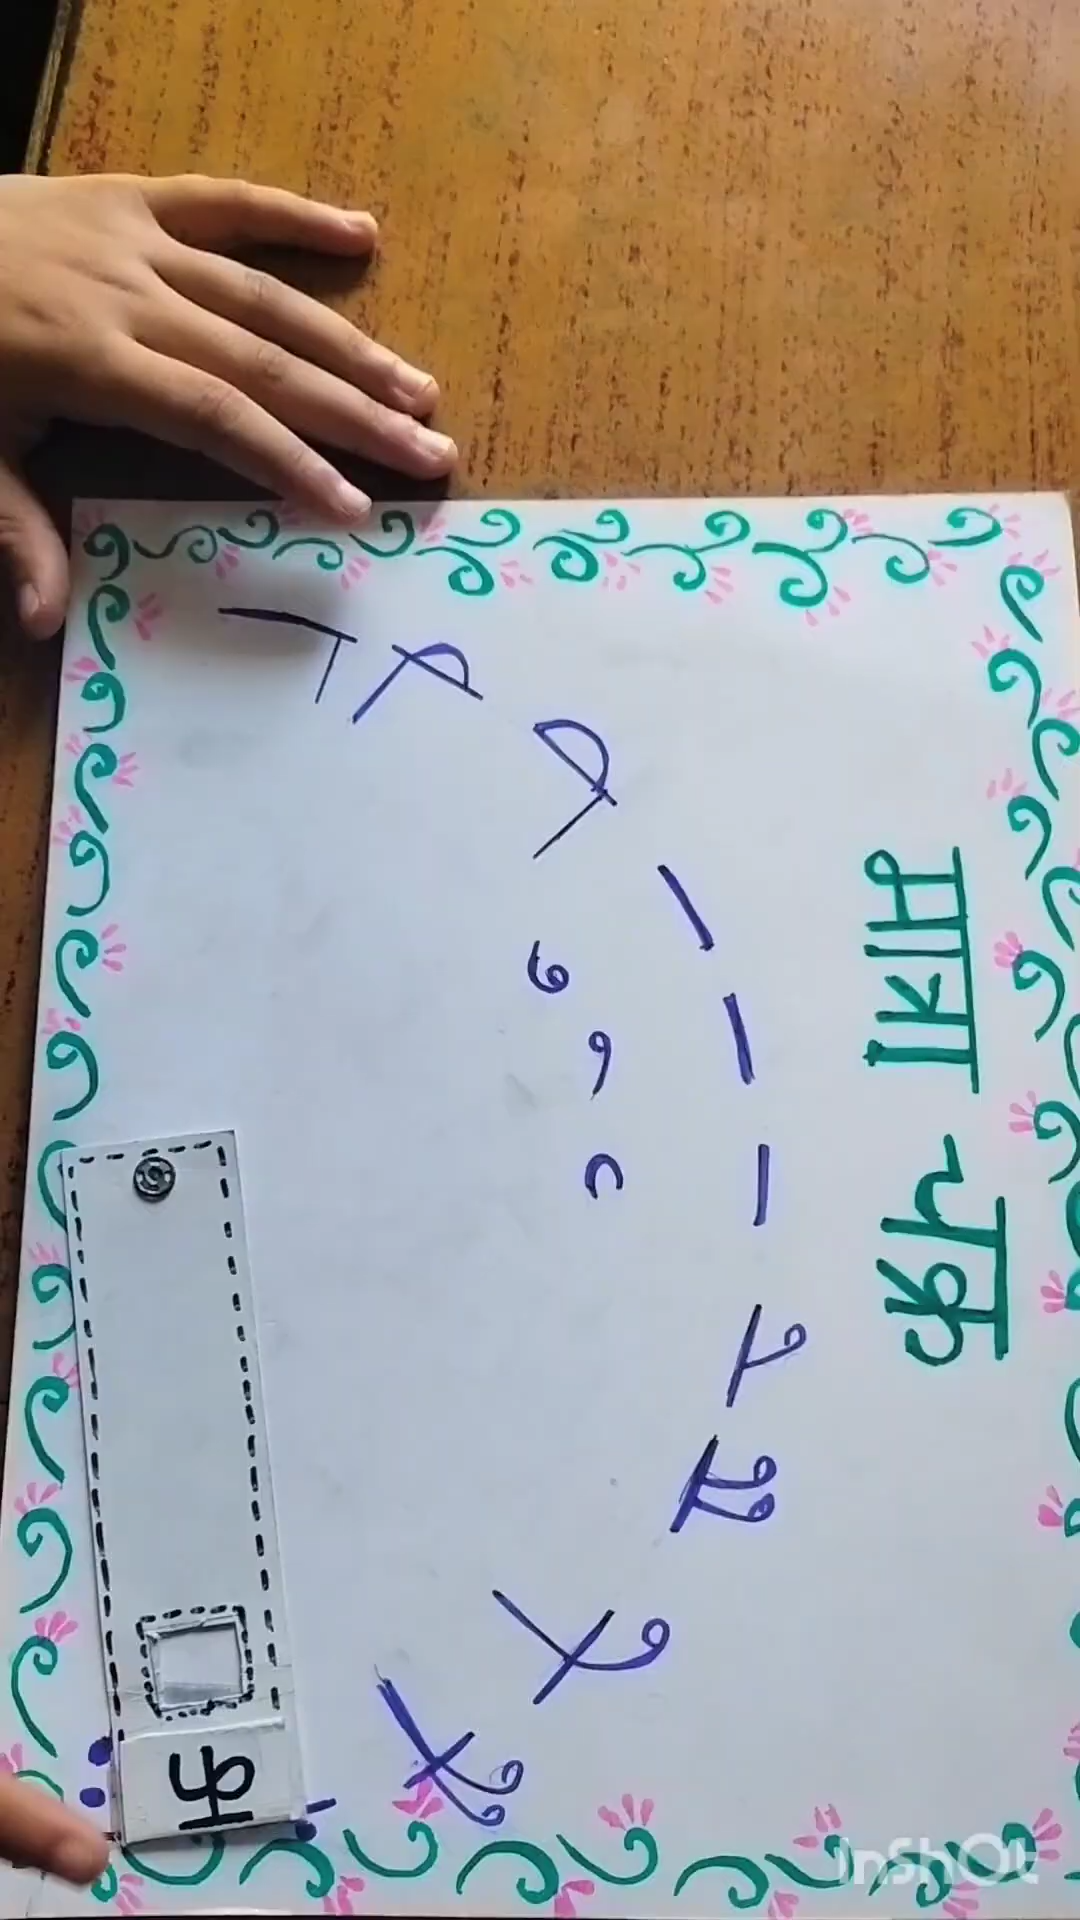 मात्रा चक्र
ा ि ी
ु ू ृ
े ै ो ौ
ं
:
क
InShOt